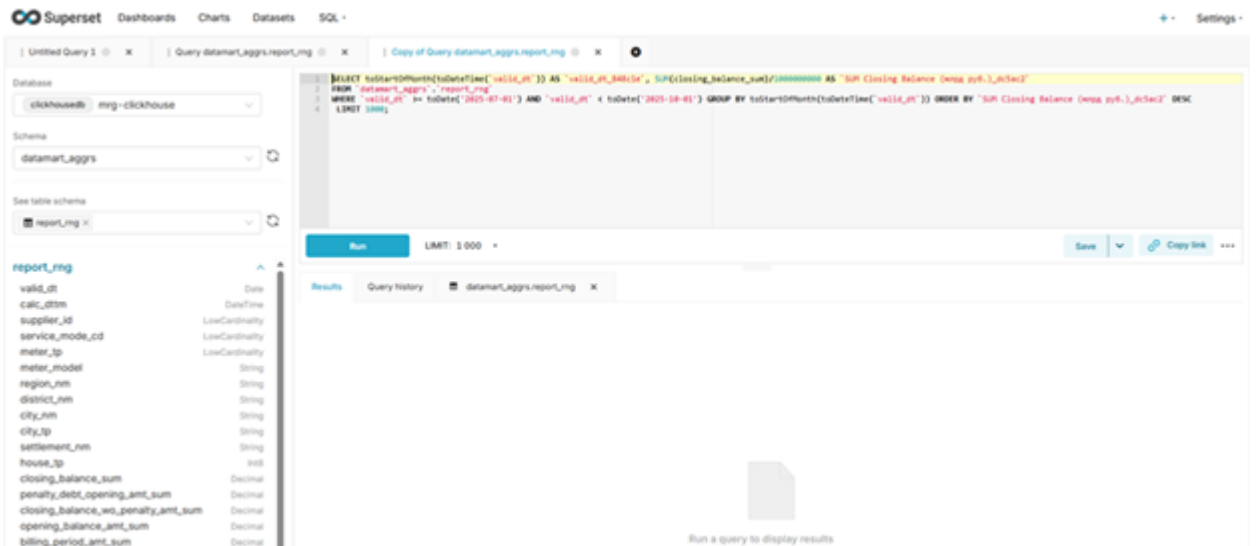 Superset Dashboards Charts Datasets SQL Settings
Untitled Query 1 Query datamart_aggrs.report_rng Copy of Query datamart_aggrs.report_rng
Database
clickhousedb mrg-clickhouse
Schema
datamart_aggrs
See table schema
report_rng
report_rng
valid_dt Date
calc_dttm DateTime
supplier_id LowCardinality
service_mode_cd LowCardinality
meter_tp LowCardinality
meter_model String
region_nm String
district_nm String
city_nm String
city_tp String
settlement_nm String
house_tp Int8
closing_balance_sum Decimal
penalty_debt_opening_amt_sum Decimal
closing_balance_wo_penalty_amt_sum Decimal
opening_balance_amt_sum Decimal
billing_period_amt_sum Decimal
1 SELECT toStartOfMonth(toDateTime(`valid_dt`)) AS SUM(closing_balance_sum)/1000000000 AS `SUM Closing Balance (млрд руб.)_dc5ac2`
2 FROM `datamart_aggrs`.`report_rng`
3 WHERE `valid_dt` >= toDate('2025-07-01') AND `valid_dt` < toDate('2025-10-01') GROUP BY toStartOfMonth(toDateTime(`valid_dt`)) ORDER BY `SUM Closing Balance (млрд руб.)_dc5ac2` DESC
4 LIMIT 1000;
Run LIMIT: 1 000 Save Copy link
Results Query history datamart_aggrs.report_rng
Run a query to display results